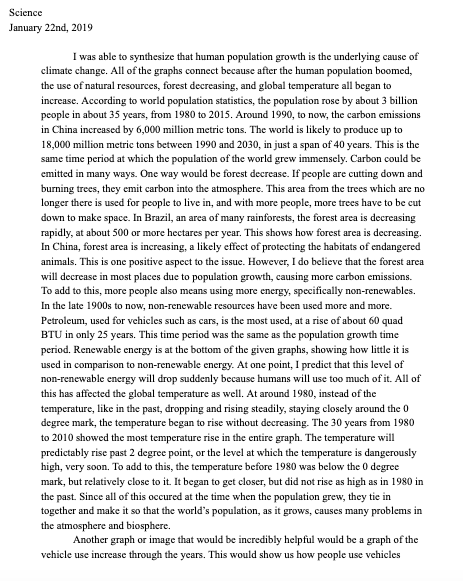 Science
January 22nd, 2019
I was able to synthesize that human population growth is the underlying cause of
climate change. All of the graphs connect because after the human population boomed,
the use of natural resources, forest decreasing, and global temperature all began to
increase. According to world population statistics, the population rose by about 3 billion
people in about 35 years, from 1980 to 2015. Around 1990, to now, the carbon emissions
in China increased by 6,000 million metric tons. The world is likely to produce up to
18,000 million metric tons between 1990 and 2030, in just a span of 40 years. This is the
same time period at which the population of the world grew immensely. Carbon could be
emitted in many ways. One way would be forest decrease. If people are cutting down and
burning trees, they emit carbon into the atmosphere. This area from the trees which are no
longer there is used for people to live in, and with more people, more trees have to be cut
down to make space. In Brazil, an area of many rainforests, the forest area is decreasing
rapidly, at about 500 or more hectares per year. This shows how forest area is decreasing.
In China, forest area is increasing, a likely effect of protecting the habitats of endangered
animals. This is one positive aspect to the issue. However, I do believe that the forest area
will decrease in most places due to population growth, causing more carbon emissions.
To add to this, more people also means using more energy, specifically non-renewables.
In the late 1900s to now, non-renewable resources have been used more and more.
Petroleum, used for vehicles such as cars, is the most used, at a rise of about 60 quad
BTU in only 25 years. This time period was the same as the population growth time
period. Renewable energy is at the bottom of the given graphs, showing how little it is
used in comparison to non-renewable energy. At one point, I predict that this level of
non-renewable energy will drop suddenly because humans will use too much of it. All of
this has affected the global temperature as well. At around 1980, instead of the
temperature, like in the past, dropping and rising steadily, staying closely around the 0
degree mark, the temperature began to rise without decreasing. The 30 years from 1980
to 2010 showed the most temperature rise in the entire graph. The temperature will
predictably rise past 2 degree point, or the level at which the temperature is dangerously
high, very soon. To add to this, the temperature before 1980 was below the 0 degree
mark, but relatively close to it. It began to get closer, but did not rise as high as in 1980 in
the past. Since all of this occured at the time when the population grew, they tie in
together and make it so that the world's population, as it grows, causes many problems in
the atmosphere and biosphere.
Another graph or image that would be incredibly helpful would be a graph of the
vehicle use increase through the years. This would show us how people use vehicles